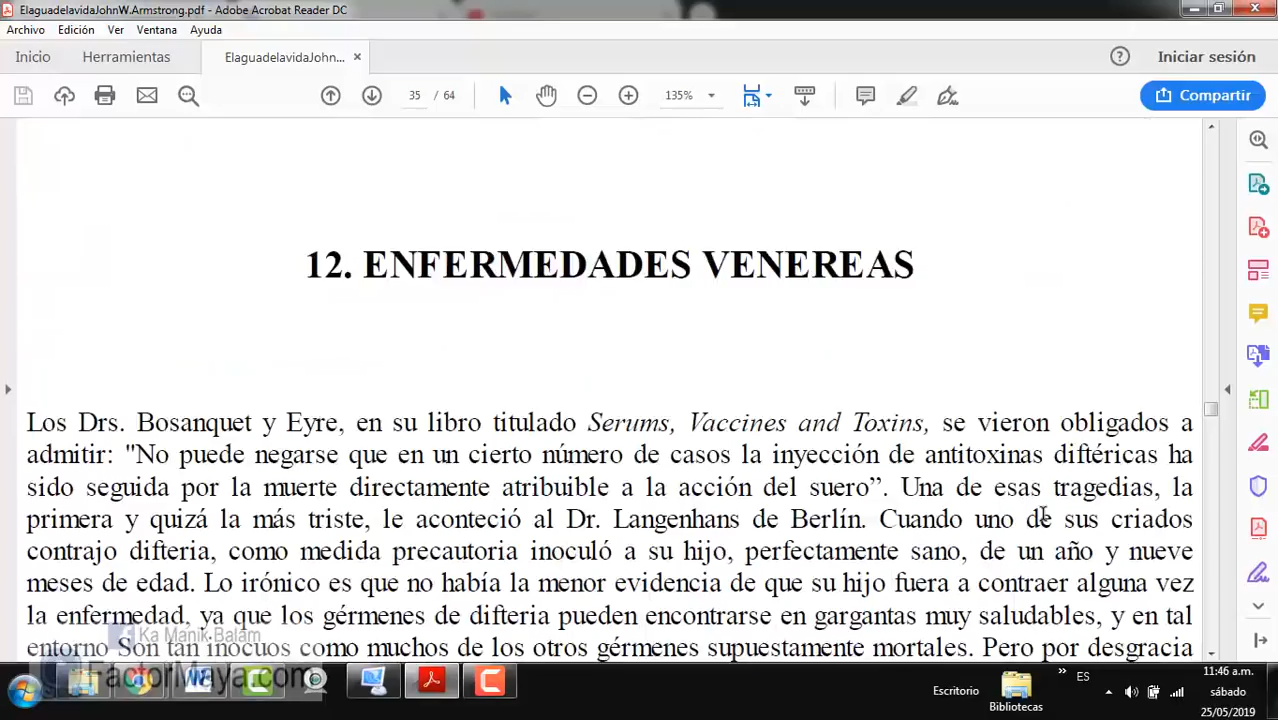 ElaguadelavidaJohnW.Armstrong.pdf - Adobe Acrobat Reader DC
Archivo Edición Ver Ventana Ayuda
Inicio Herramientas ElaguadelavidaJohn... × Iniciar sesión
35 / 64 135% Compartir
12. ENFERMEDADES VENEREAS
Los Drs. Bosanquet y Eyre, en su libro titulado Serums, Vaccines and Toxins, se vieron obligados a
admitir: "No puede negarse que en un cierto número de casos la inyección de antitoxinas diftéricas ha
sido seguida por la muerte directamente atribuible a la acción del suero”. Una de esas tragedias, la
primera y quizá la más triste, le aconteció al Dr. Langenhans de Berlín. Cuando uno de sus criados
contrajo difteria, como medida precautoria inoculó a su hijo, perfectamente sano, de un año y nueve
meses de edad. Lo irónico es que no había la menor evidencia de que su hijo fuera a contraer alguna vez
la enfermedad, ya que los gérmenes de difteria pueden encontrarse en gargantas muy saludables, y en tal
entorno Son tan inocuos como muchos de los otros gérmenes supuestamente mortales. Pero por desgracia
Ka Manik Balam
FactorMaya.com
Escritorio
Bibliotecas
»
ES
11:46 a.m.
sábado
25/05/2019